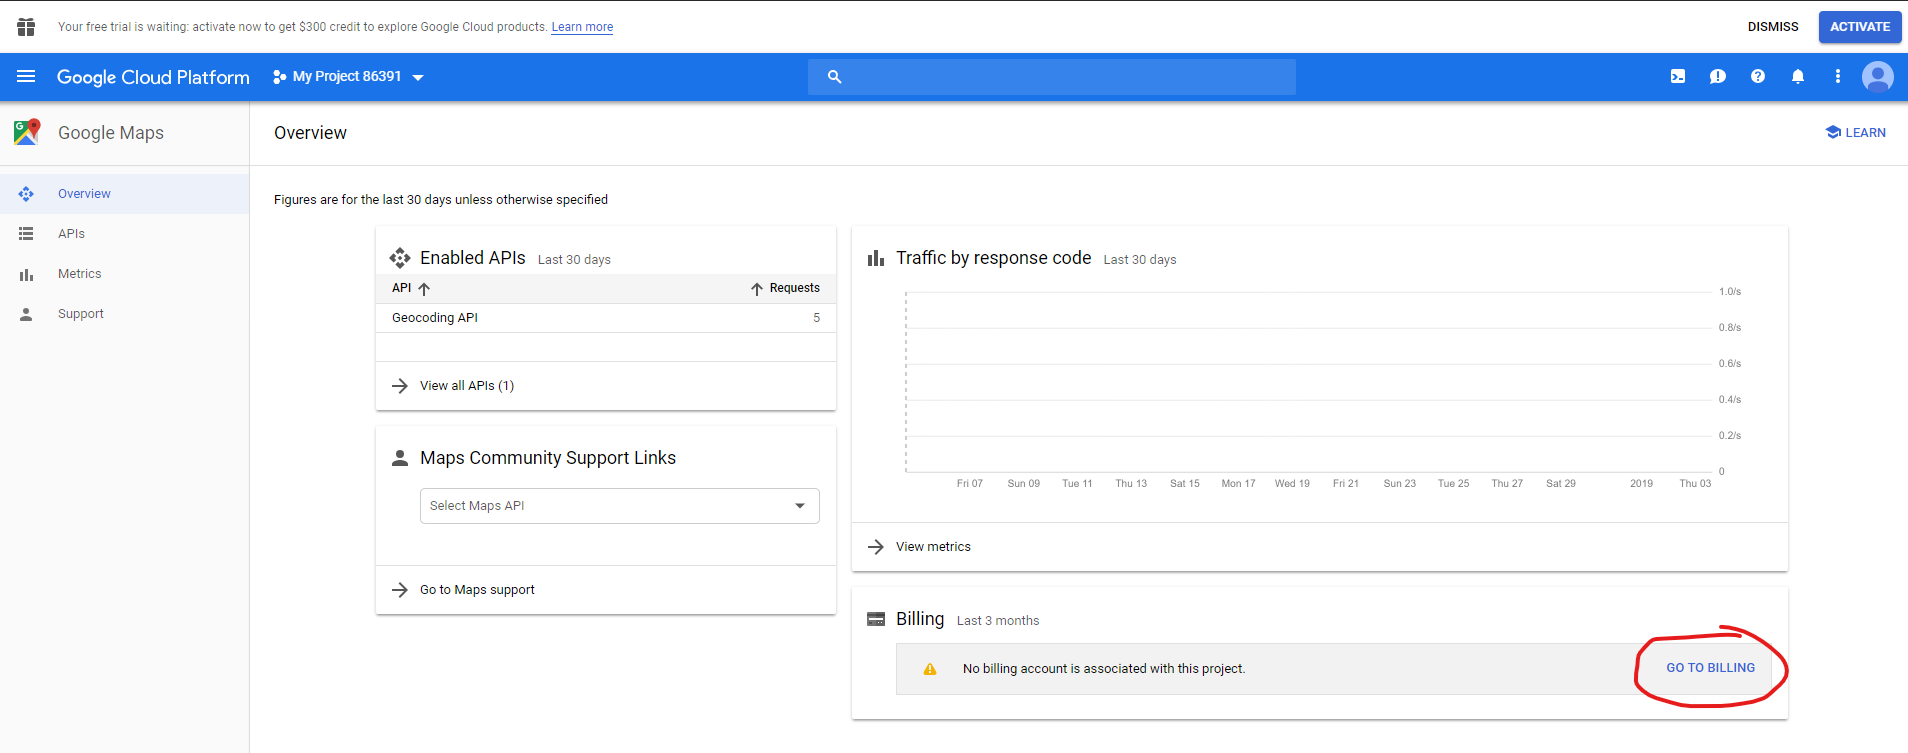 Your free trial is waiting: activate now to get $300 credit to explore Google Cloud products. Learn more
DISMISS
ACTIVATE
Google Cloud Platform
My Project 86391
Google Maps
Overview
LEARN
Overview
APIs
Metrics
Support
Figures are for the last 30 days unless otherwise specified
Enabled APIs Last 30 days
API Requests
Geocoding API 5
View all APIs (1)
Maps Community Support Links
Select Maps API
Go to Maps support
Traffic by response code Last 30 days
1.0/s
0.8/s
0.6/s
0.4/s
0.2/s
0
Fri 07 Sun 09 Tue 11 Thu 13 Sat 15 Mon 17 Wed 19 Fri 21 Sun 23 Tue 25 Thu 27 Sat 29 2019 Thu 03
View metrics
Billing Last 3 months
No billing account is associated with this project.
GO TO BILLING